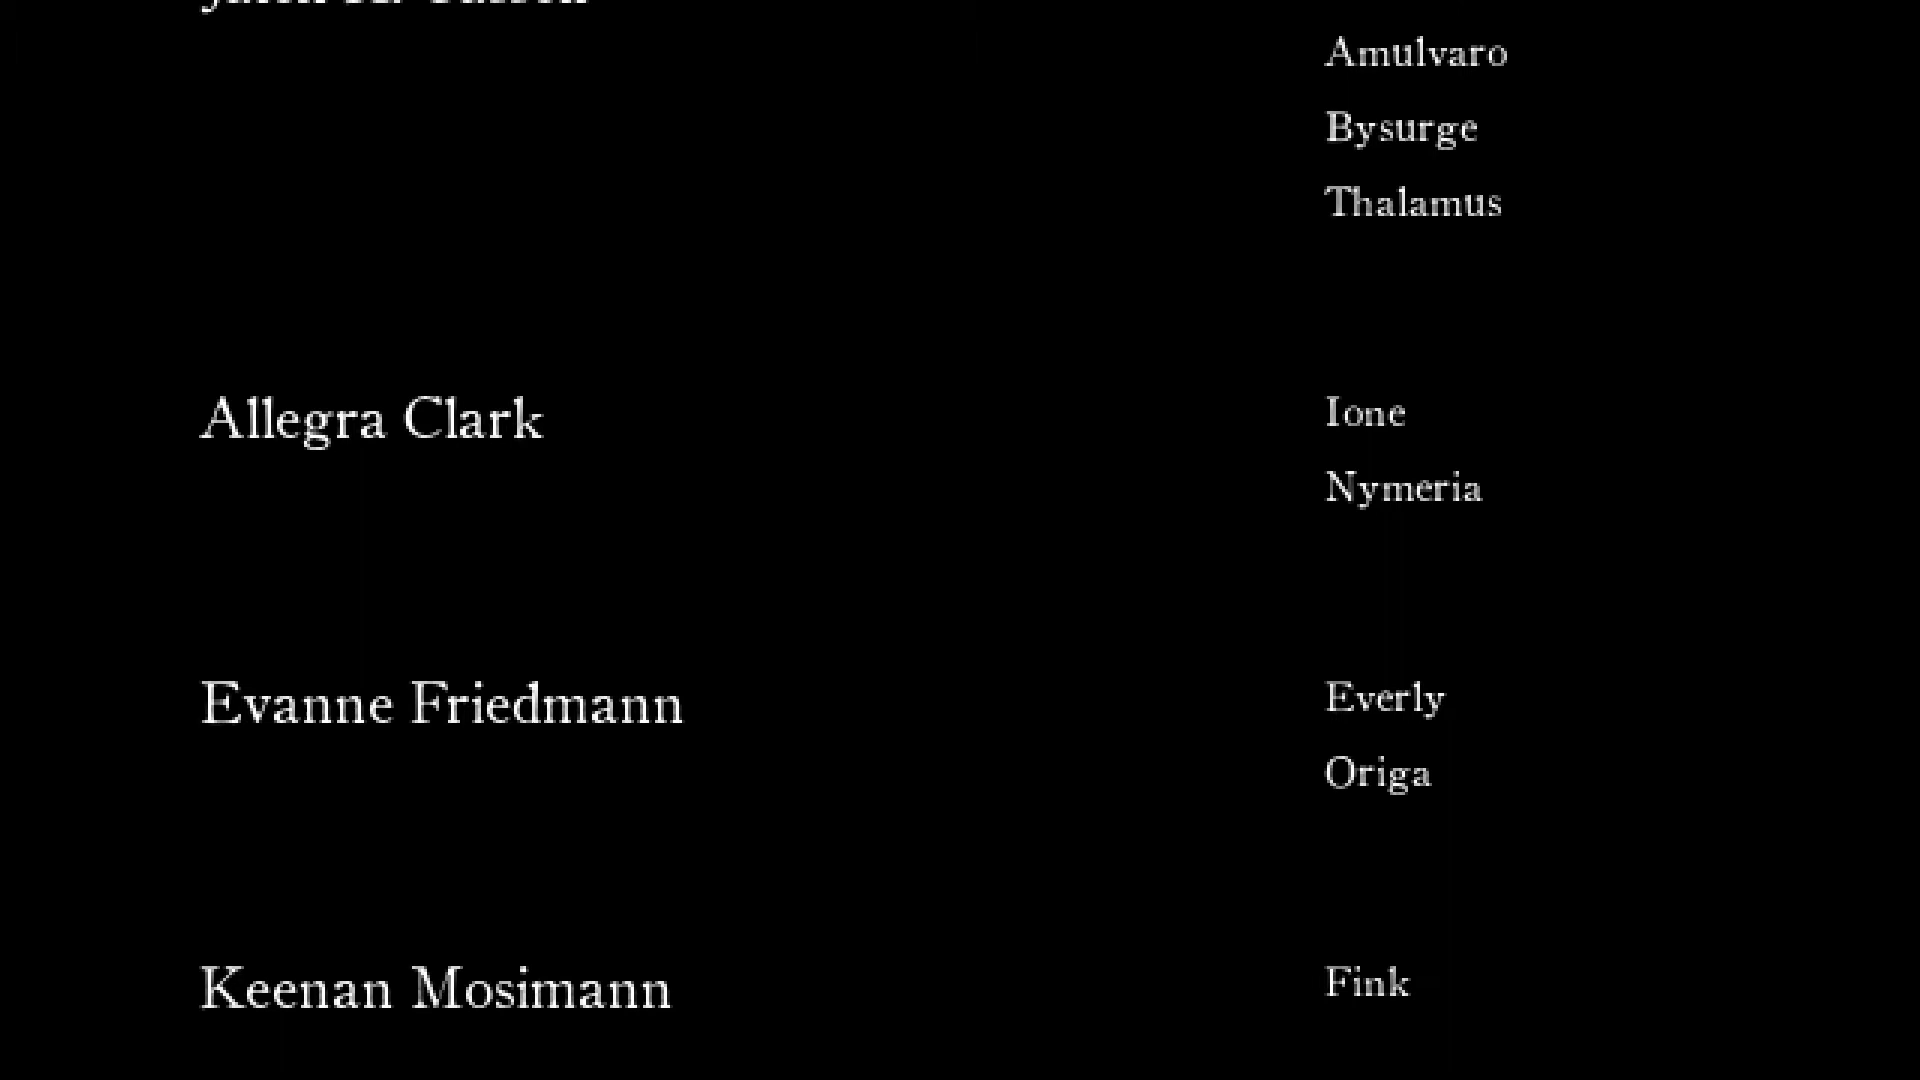 Amulvaro
Bysurge
Thalamus
Allegra Clark
Ione
Nymeria
Evanne Friedmann
Everly
Origa
Keenan Mosimann
Fink